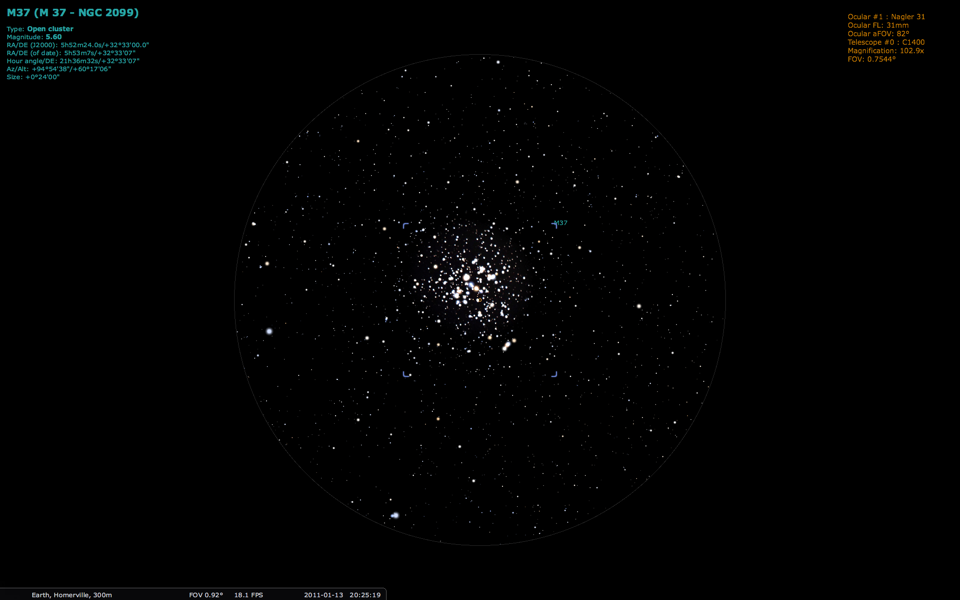 M37 (M 37 - NGC 2099)
Type: Open cluster
Magnitude: 5.60
RA/DE (J2000): 5h52m24.0s/+32°33'00.0"
RA/DE (of date): 5h53m7s/+32°33'07"
Hour angle/DE: 21h36m32s/+32°33'07"
Az/Alt: +94°54'38"/+60°17'06"
Size: +0°24'00"
Ocular #1 : Nagler 31
Ocular FL: 31mm
Ocular aFOV: 82°
Telescope #0 : C1400
Magnification: 102.9x
FOV: 0.7544°
M37
Earth, Homerville, 300m FOV 0.92° 18.1 FPS 2011-01-13 20:25:19